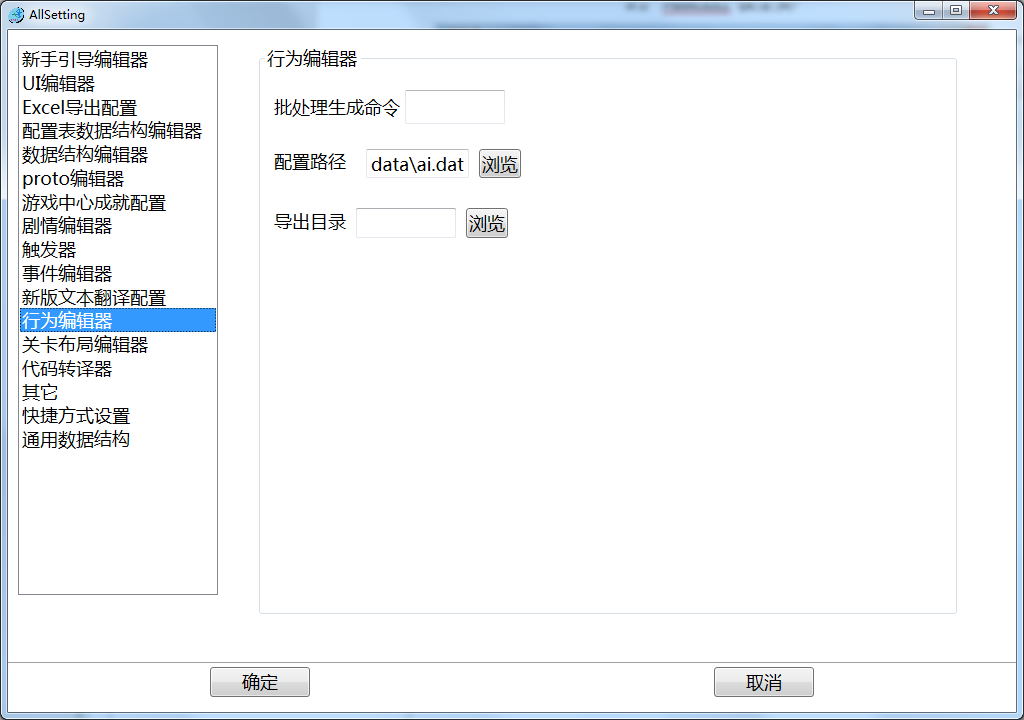 AllSetting
新手引导编辑器
UI编辑器
Excel导出配置
配置表数据结构编辑器
数据结构编辑器
proto编辑器
游戏中心成就配置
剧情编辑器
触发器
事件编辑器
新版文本翻译配置
行为编辑器
关卡布局编辑器
代码转译器
其它
快捷方式设置
通用数据结构
行为编辑器
批处理生成命令
配置路径 data\ai.dat 浏览
导出目录 浏览
确定 取消